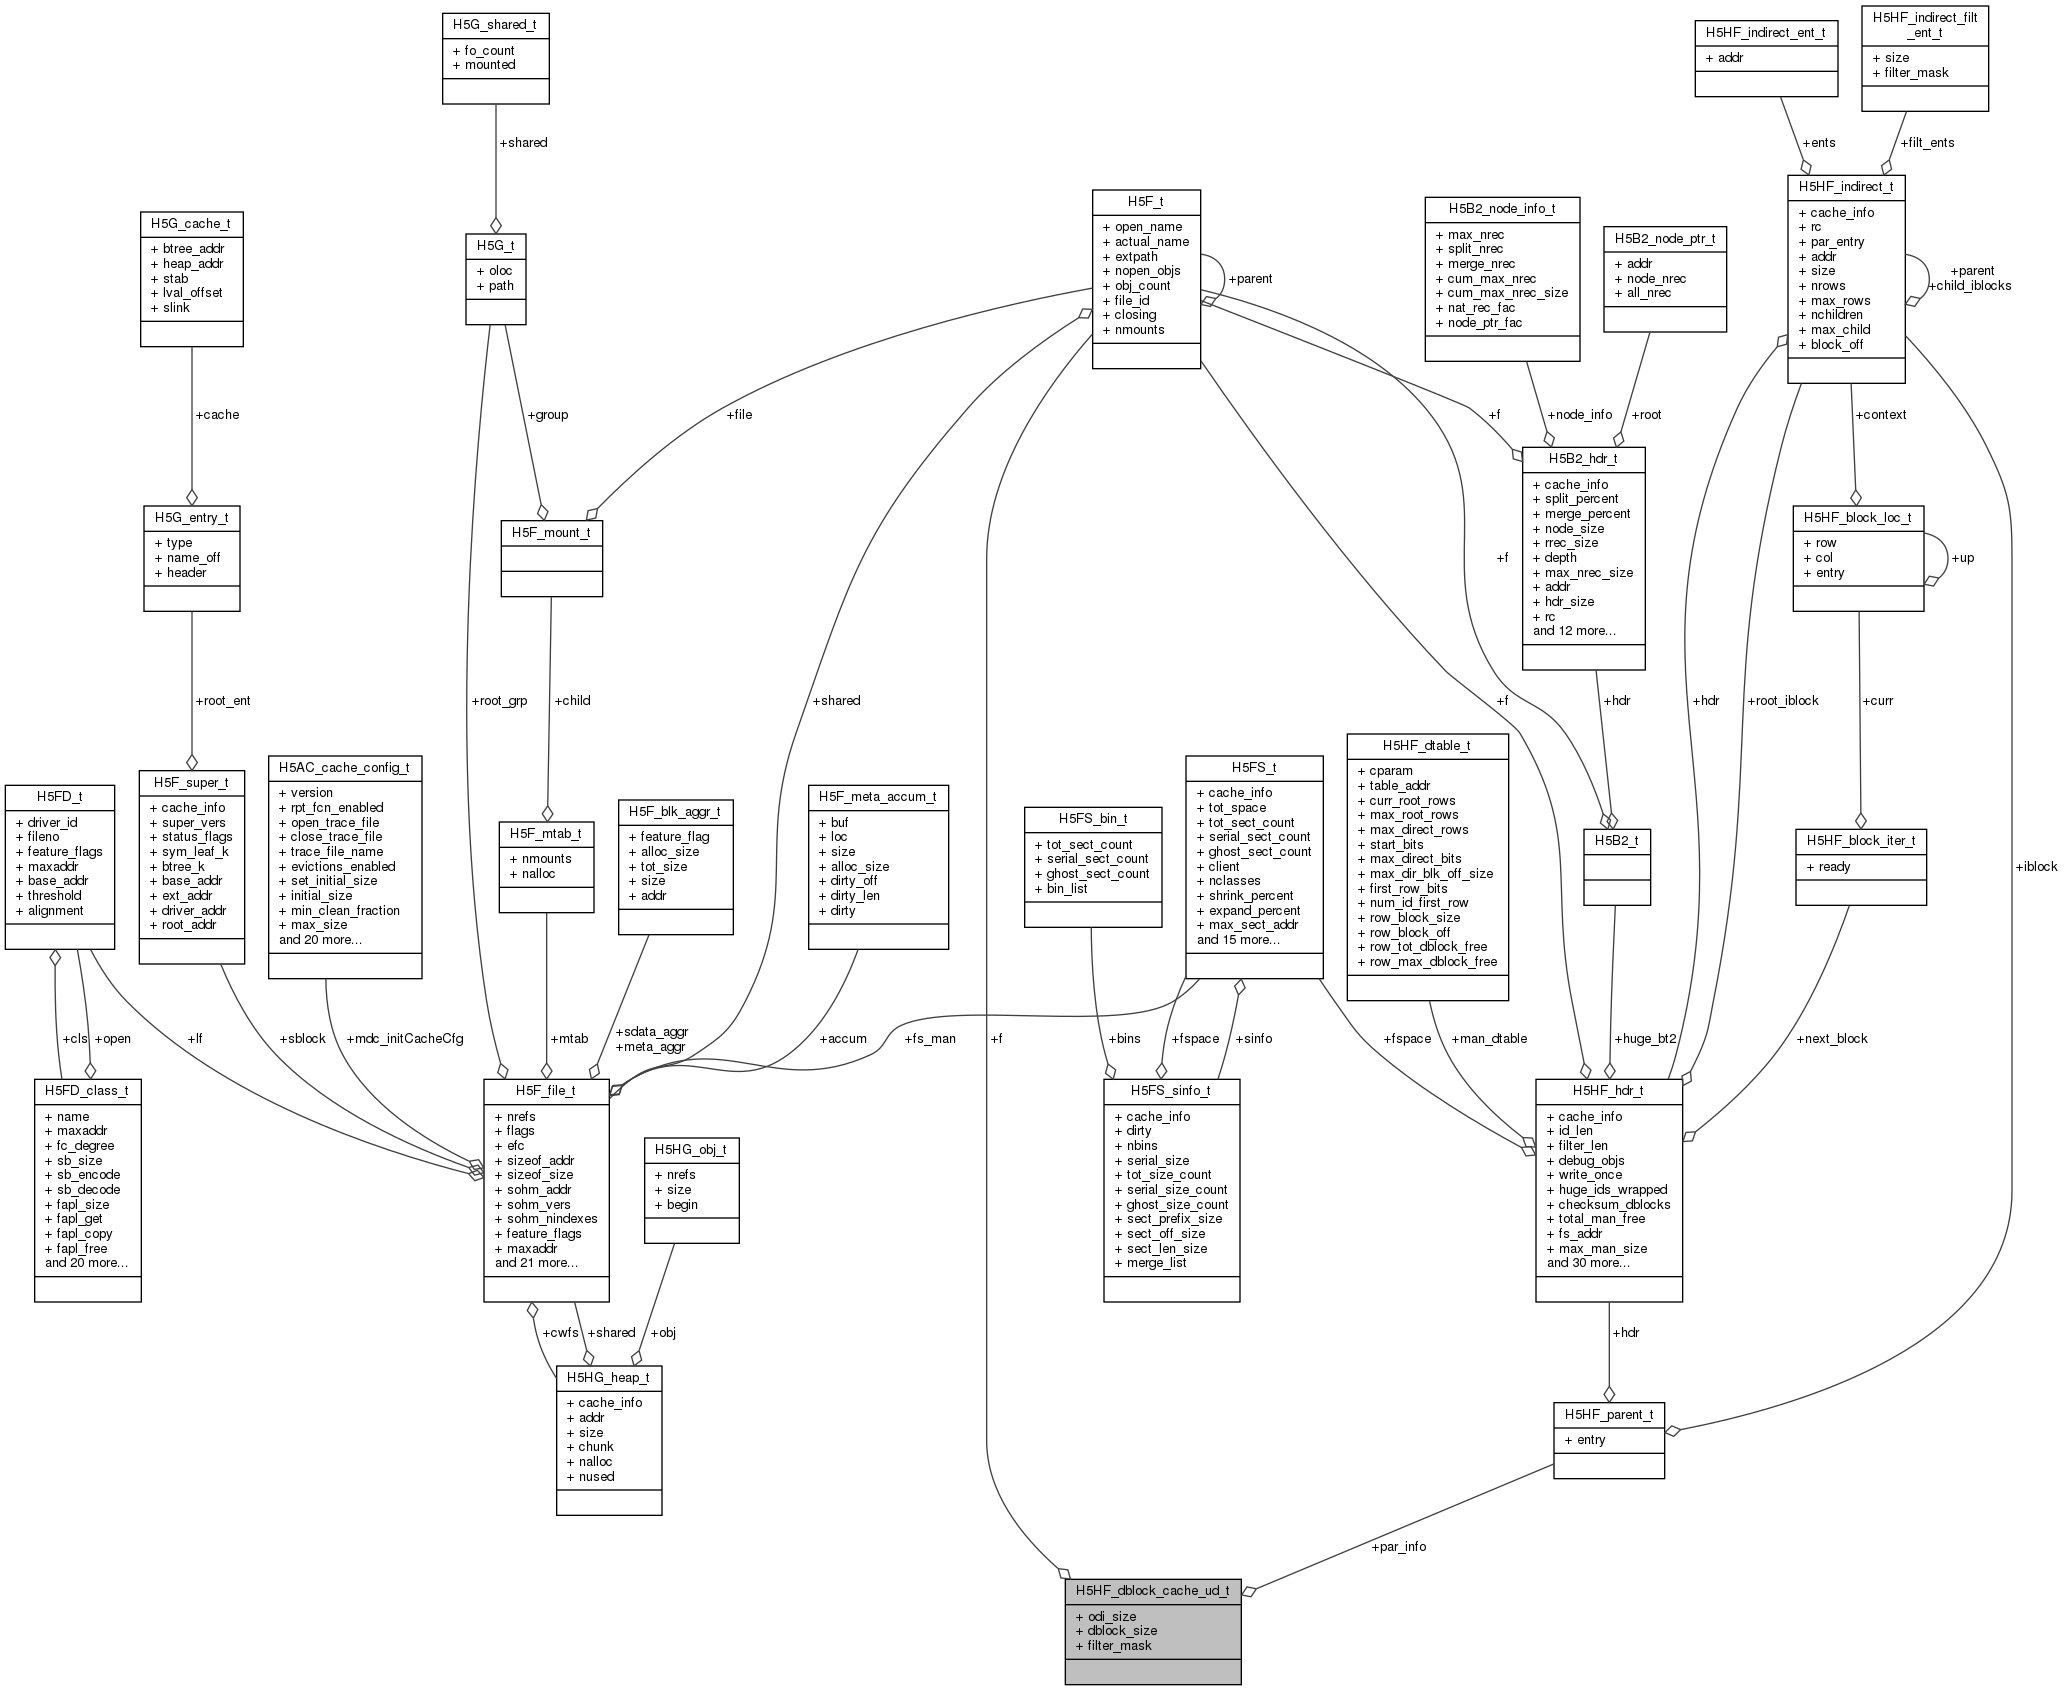 H5G_shared_t
+ fo_count
+ mounted
H5HF_indirect_ent_t
+ addr
H5HF_indirect_filt
_ent_t
+ size
+ filter_mask
+shared
+ents
+filt_ents
H5G_cache_t
+ btree_addr
+ heap_addr
+ stab
+ lval_offset
+ slink
H5G_t
+ oloc
+ path
H5F_t
+ open_name
+ actual_name
+ extpath
+ nopen_objs
+ obj_count
+ file_id
+ closing
+ nmounts
+parent
H5B2_node_info_t
+ max_nrec
+ split_nrec
+ merge_nrec
+ cum_max_nrec
+ cum_max_nrec_size
+ nat_rec_fac
+ node_ptr_fac
H5B2_node_ptr_t
+ addr
+ node_nrec
+ all_nrec
H5HF_indirect_t
+ cache_info
+ rc
+ par_entry
+ addr
+ size
+ nrows
+ max_rows
+ nchildren
+ max_child
+ block_off
+parent
+child_iblocks
+cache
+group
+file
+f
+node_info
+root
+context
H5G_entry_t
+ type
+ name_off
+ header
H5F_mount_t
+f
H5B2_hdr_t
+ cache_info
+ split_percent
+ merge_percent
+ node_size
+ rrec_size
+ depth
+ max_nrec_size
+ addr
+ hdr_size
+ rc
and 12 more...
H5HF_block_loc_t
+ row
+ col
+ entry
+up
+root_ent
+root_grp
+child
+shared
+f
+hdr
+hdr
+root_iblock
+curr
H5FD_t
+ driver_id
+ fileno
+ feature_flags
+ maxaddr
+ base_addr
+ threshold
+ alignment
H5F_super_t
+ cache_info
+ super_vers
+ status_flags
+ sym_leaf_k
+ btree_k
+ base_addr
+ ext_addr
+ driver_addr
+ root_addr
H5AC_cache_config_t
+ version
+ rpt_fcn_enabled
+ open_trace_file
+ close_trace_file
+ trace_file_name
+ evictions_enabled
+ set_initial_size
+ initial_size
+ min_clean_fraction
+ max_size
and 20 more...
H5F_mtab_t
+ nmounts
+ nalloc
H5F_blk_aggr_t
+ feature_flag
+ alloc_size
+ tot_size
+ size
+ addr
H5F_meta_accum_t
+ buf
+ loc
+ size
+ alloc_size
+ dirty_off
+ dirty_len
+ dirty
H5FS_bin_t
+ tot_sect_count
+ serial_sect_count
+ ghost_sect_count
+ bin_list
H5FS_t
+ cache_info
+ tot_space
+ tot_sect_count
+ serial_sect_count
+ ghost_sect_count
+ client
+ nclasses
+ shrink_percent
+ expand_percent
+ max_sect_addr
and 15 more...
H5HF_dtable_t
+ cparam
+ table_addr
+ curr_root_rows
+ max_root_rows
+ max_direct_rows
+ start_bits
+ max_direct_bits
+ max_dir_blk_off_size
+ first_row_bits
+ num_id_first_row
+ row_block_size
+ row_block_off
+ row_tot_dblock_free
+ row_max_dblock_free
H5B2_t
H5HF_block_iter_t
+ ready
+iblock
+cls
+open
+lf
+sblock
+mdc_initCacheCfg
+mtab
+sdata_aggr
+meta_aggr
+accum
+fs_man
+f
+bins
+fspace
+sinfo
+fspace
+man_dtable
+huge_bt2
+next_block
H5FD_class_t
+ name
+ maxaddr
+ fc_degree
+ sb_size
+ sb_encode
+ sb_decode
+ fapl_size
+ fapl_get
+ fapl_copy
+ fapl_free
and 20 more...
H5F_file_t
+ nrefs
+ flags
+ efc
+ sizeof_addr
+ sizeof_size
+ sohm_addr
+ sohm_vers
+ sohm_nindexes
+ feature_flags
+ maxaddr
and 21 more...
H5HG_obj_t
+ nrefs
+ size
+ begin
H5FS_sinfo_t
+ cache_info
+ dirty
+ nbins
+ serial_size
+ tot_size_count
+ serial_size_count
+ ghost_size_count
+ sect_prefix_size
+ sect_off_size
+ sect_len_size
+ merge_list
H5HF_hdr_t
+ cache_info
+ id_len
+ filter_len
+ debug_objs
+ write_once
+ huge_ids_wrapped
+ checksum_dblocks
+ total_man_free
+ fs_addr
+ max_man_size
and 30 more...
+cwfs
+shared
+obj
+hdr
H5HG_heap_t
+ cache_info
+ addr
+ size
+ chunk
+ nalloc
+ nused
H5HF_parent_t
+ entry
+par_info
H5HF_dblock_cache_ud_t
+ odi_size
+ dblock_size
+ filter_mask